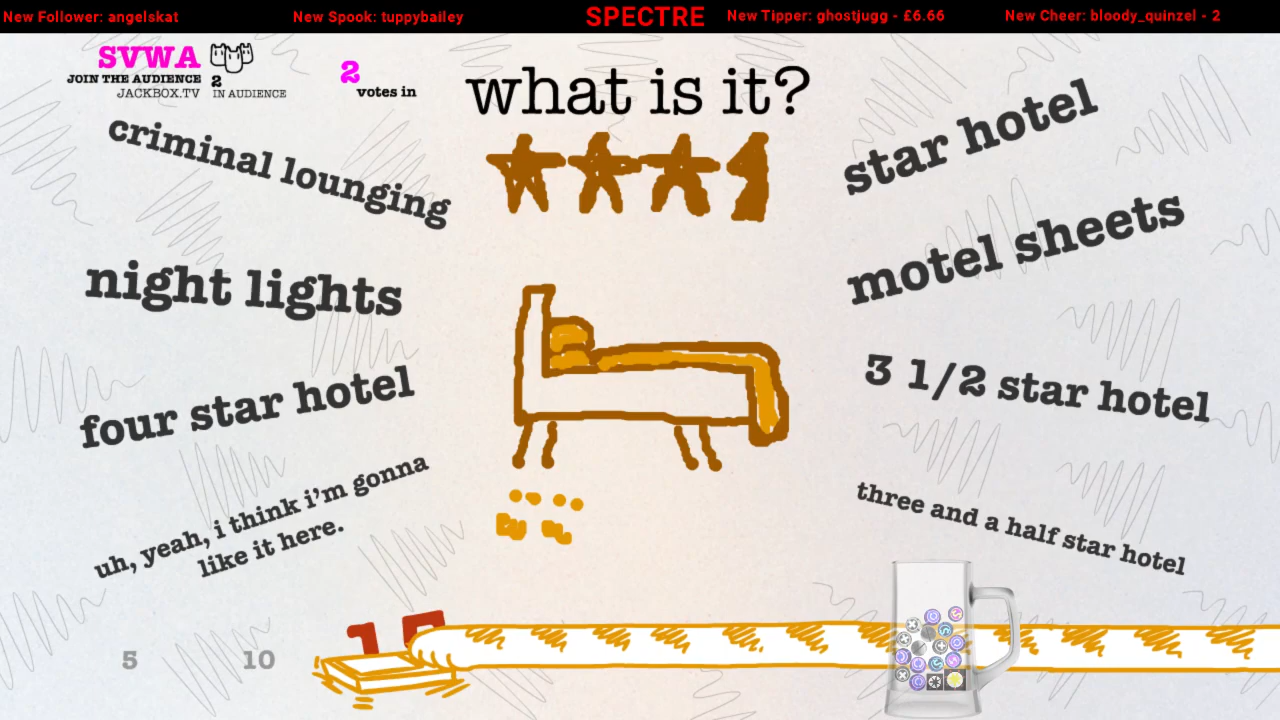 New Follower: angelskat
New Spook: tuppybailey
SPECTRE
New Tipper: ghostjugg - £6.66
New Cheer: bloody_quinzel - 2
SVWA
JOIN THE AUDIENCE
JACKBOX.TV
2
IN AUDIENCE
2
votes in
what is it?
criminal lounging
night lights
four star hotel
uh, yeah, i think i'm gonna
like it here.
star hotel
motel sheets
3 1/2 star hotel
three and a half star hotel
5
10